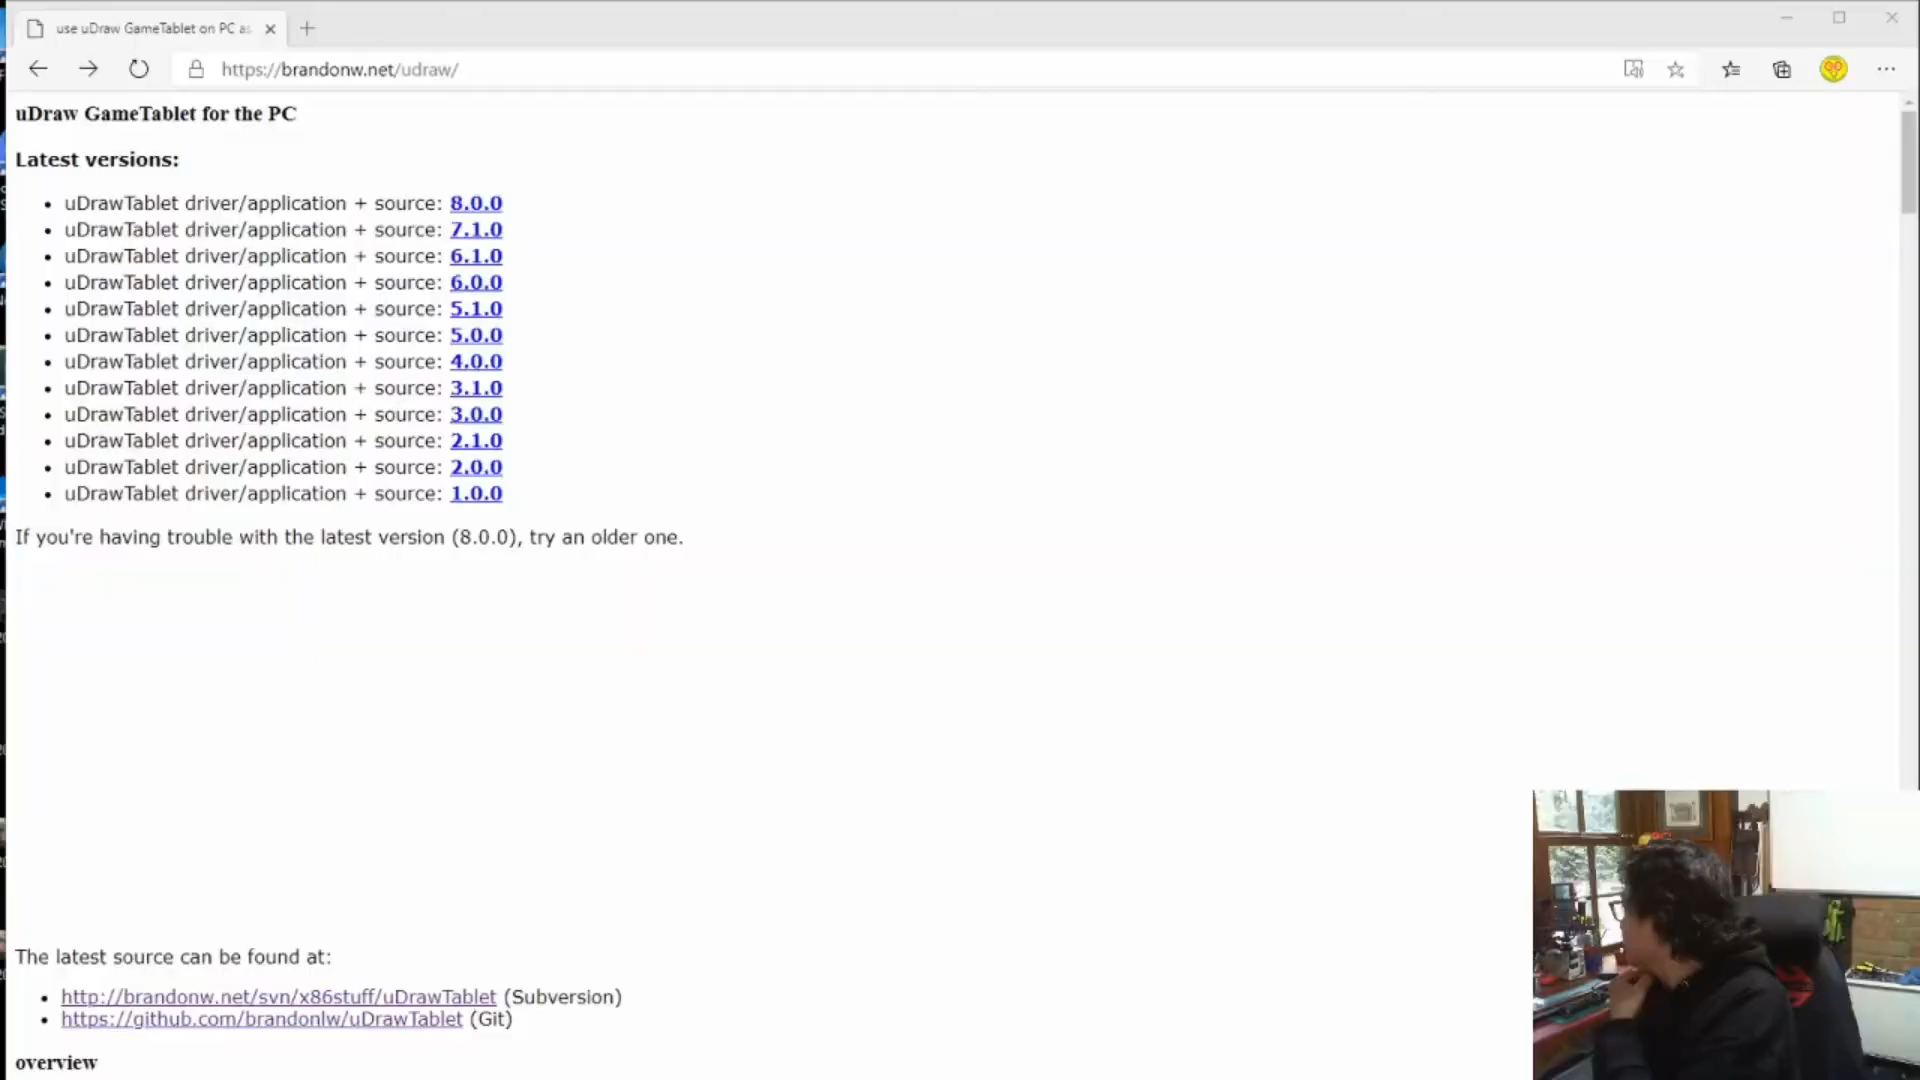 use uDraw GameTablet on PC as
https://brandonw.net/udraw/
uDraw GameTablet for the PC
Latest versions:
uDrawTablet driver/application + source: 8.0.0
uDrawTablet driver/application + source: 7.1.0
uDrawTablet driver/application + source: 6.1.0
uDrawTablet driver/application + source: 6.0.0
uDrawTablet driver/application + source: 5.1.0
uDrawTablet driver/application + source: 5.0.0
uDrawTablet driver/application + source: 4.0.0
uDrawTablet driver/application + source: 3.1.0
uDrawTablet driver/application + source: 3.0.0
uDrawTablet driver/application + source: 2.1.0
uDrawTablet driver/application + source: 2.0.0
uDrawTablet driver/application + source: 1.0.0
If you're having trouble with the latest version (8.0.0), try an older one.
The latest source can be found at:
http://brandonw.net/svn/x86stuff/uDrawTablet (Subversion)
https://github.com/brandonlw/uDrawTablet (Git)
overview